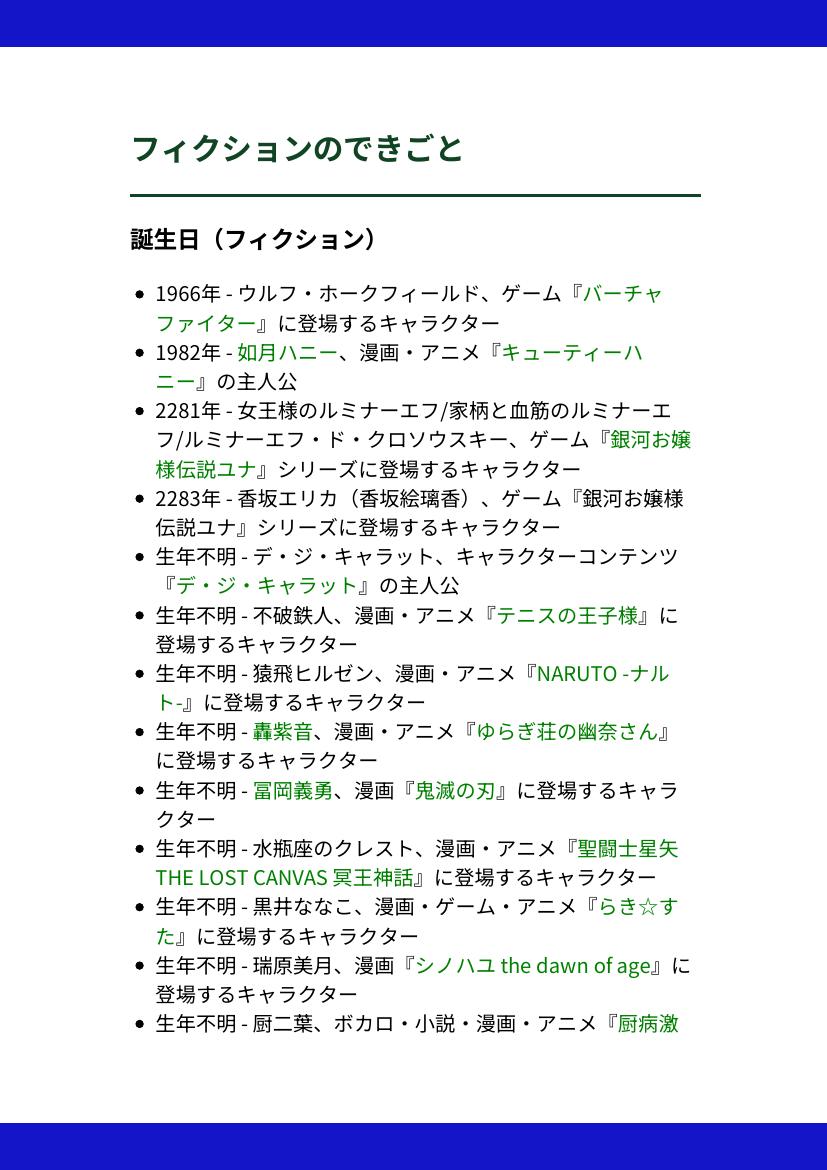 フィクションのできごと
誕生日（フィクション）
• 1966年 - ウルフ・ホークフィールド、ゲーム『バーチャ
ファイター』に登場するキャラクター
• 1982年 - 如月ハニー、漫画・アニメ『キューティーハ
ニー』の主人公
• 2281年 - 女王様のルミナーエフ/家柄と血筋のルミナーエ
フ/ルミナーエフ・ド・クロソウスキー、ゲーム『銀河お嬢
様伝説ユナ』シリーズに登場するキャラクター
• 2283年 - 香坂エリカ（香坂絵璃香）、ゲーム『銀河お嬢様
伝説ユナ』シリーズに登場するキャラクター
• 生年不明 - デ・ジ・キャラット、キャラクターコンテンツ
『デ・ジ・キャラット』の主人公
• 生年不明 - 不破鉄人、漫画・アニメ『テニスの王子様』に
登場するキャラクター
• 生年不明 - 猿飛ヒルゼン、漫画・アニメ『NARUTO -ナル
ト-』に登場するキャラクター
• 生年不明 - 轟紫音、漫画・アニメ『ゆらぎ荘の幽奈さん』
に登場するキャラクター
• 生年不明 - 冨岡義勇、漫画『鬼滅の刃』に登場するキャラ
クター
• 生年不明 - 水瓶座のクレスト、漫画・アニメ『聖闘士星矢
THE LOST CANVAS 冥王神話』に登場するキャラクター
• 生年不明 - 黒井ななこ、漫画・ゲーム・アニメ『らき☆す
た』に登場するキャラクター
• 生年不明 - 瑞原美月、漫画『シノハユ the dawn of age』に
登場するキャラクター
• 生年不明 - 厨二葉、ボカロ・小説・漫画・アニメ『厨病激